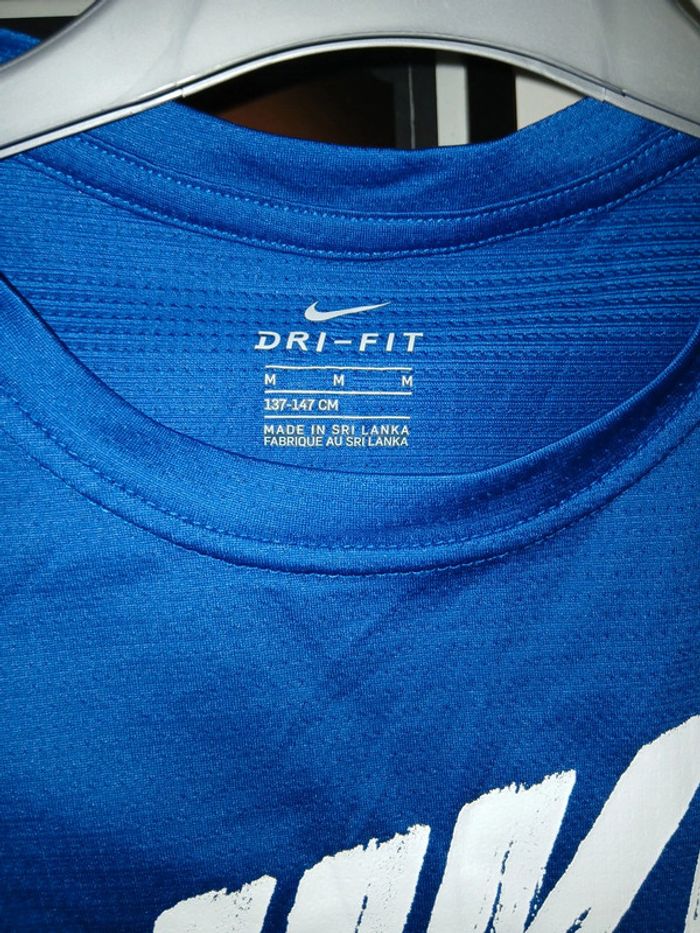 DRI-FIT
M M M
137-147 CM
MADE IN SRI LANKA
FABRIQUE AU SRI LANKA